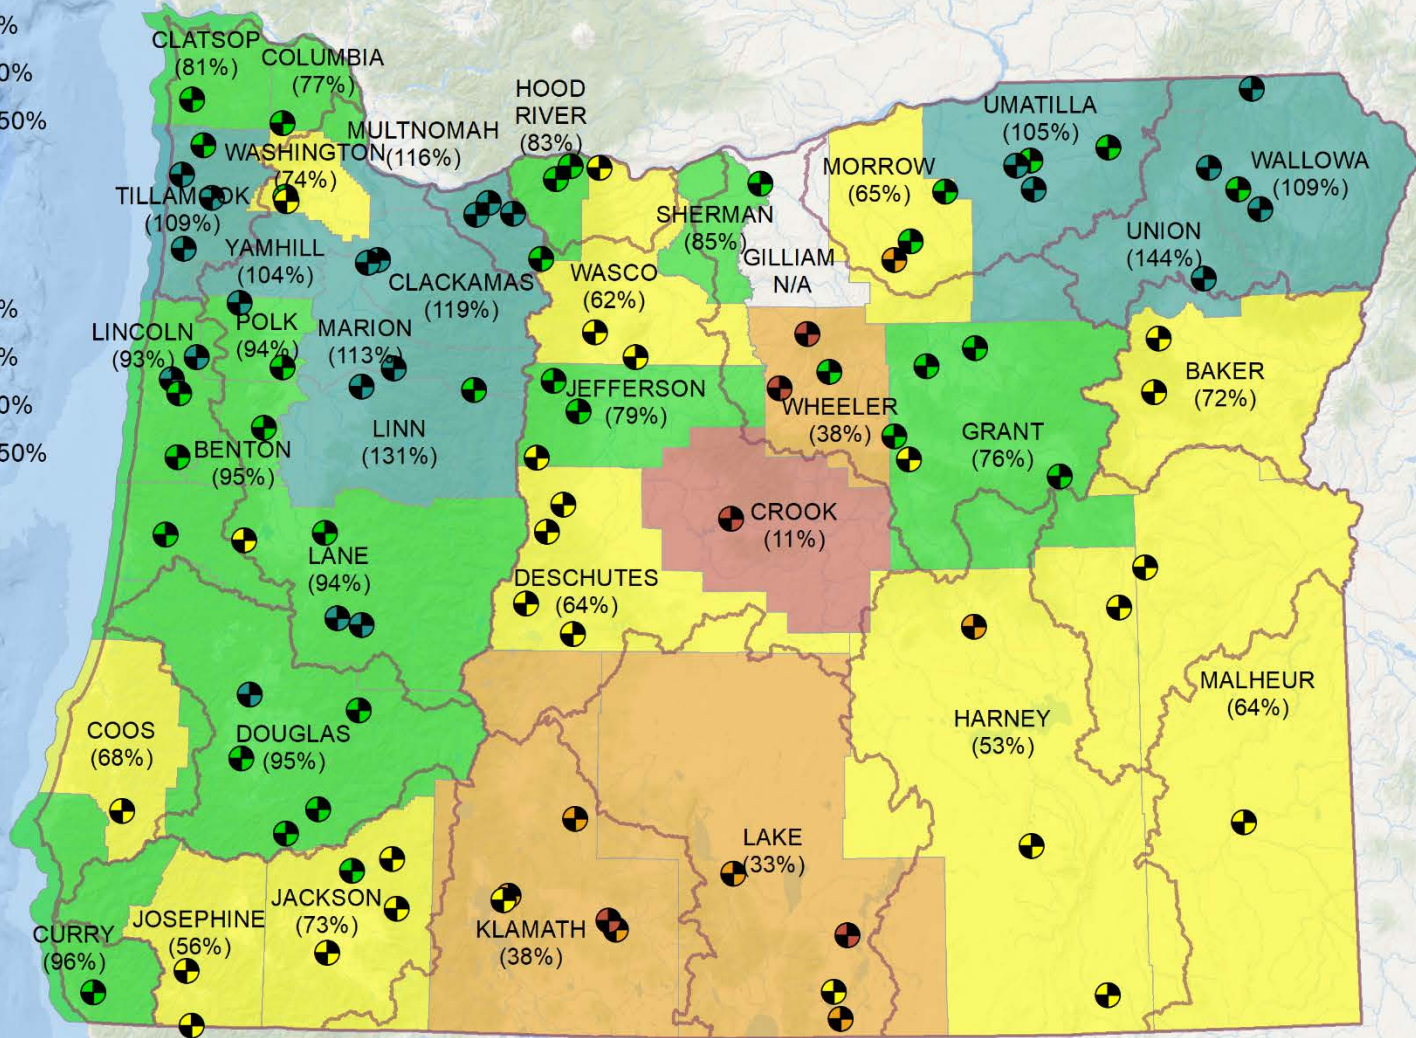 %
0%
50%
%
%
0%
50%
CLATSOP
(81%)
COLUMBIA
(77%)
HOOD
RIVER
(83%)
MULTNOMAH
(116%)
WASHINGTON
(74%)
TILLAMOOK
(109%)
YAMHILL
(104%)
CLACKAMAS
(119%)
SHERMAN
(85%)
GILLIAM
N/A
MORROW
(65%)
UMATILLA
(105%)
WALLOWA
(109%)
UNION
(144%)
WASCO
(62%)
LINCOLN
(93%)
POLK
(94%)
MARION
(113%)
JEFFERSON
(79%)
WHEELER
(38%)
BAKER
(72%)
BENTON
(95%)
LINN
(131%)
GRANT
(76%)
CROOK
(11%)
LANE
(94%)
DESCHUTES
(64%)
COOS
(68%)
DOUGLAS
(95%)
HARNEY
(53%)
MALHEUR
(64%)
LAKE
(33%)
CURRY
(96%)
JOSEPHINE
(56%)
JACKSON
(73%)
KLAMATH
(38%)